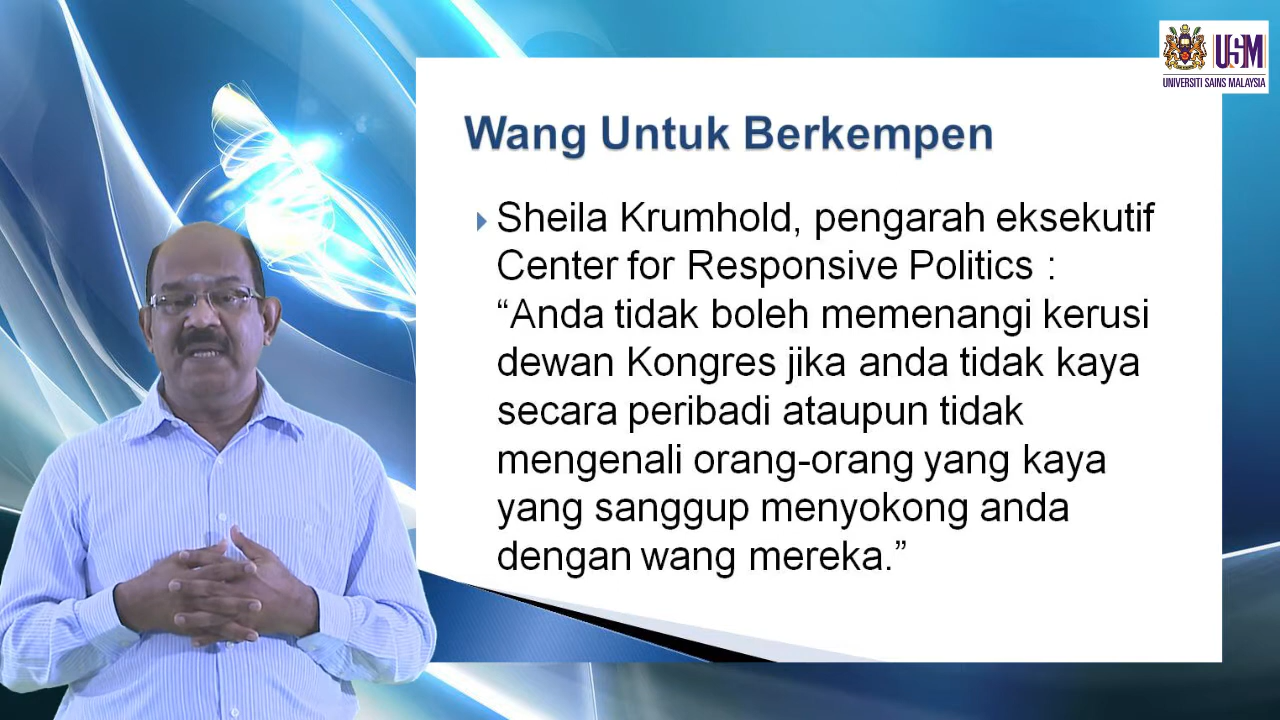 USM
UNIVERSITI SAINS MALAYSIA
Wang Untuk Berkempen
Sheila Krumhold, pengarah eksekutif
Center for Responsive Politics :
“Anda tidak boleh memenangi kerusi
dewan Kongres jika anda tidak kaya
secara peribadi ataupun tidak
mengenali orang-orang yang kaya
yang sanggup menyokong anda
dengan wang mereka.”